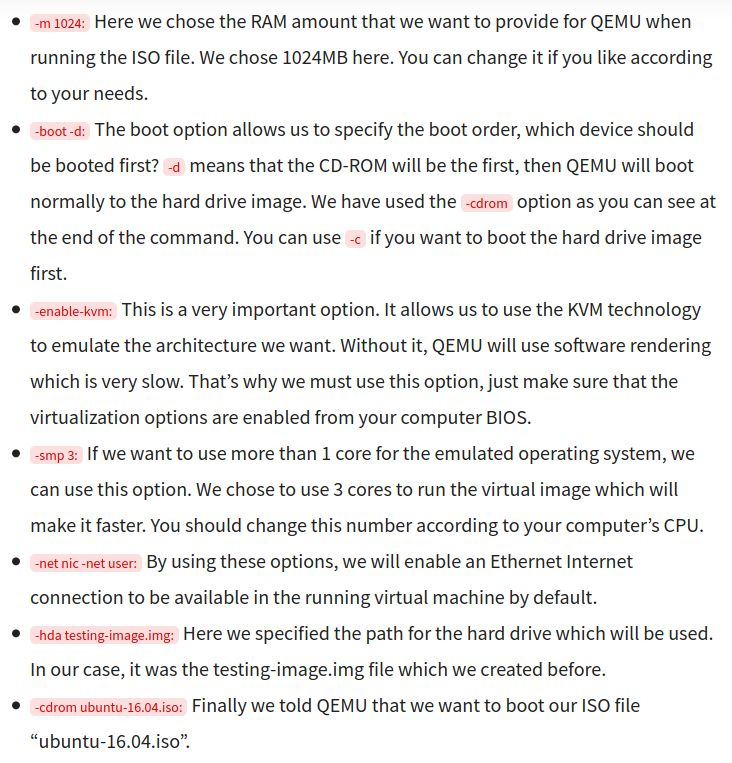 -m 1024: Here we chose the RAM amount that we want to provide for QEMU when
running the ISO file. We chose 1024MB here. You can change it if you like according
to your needs.
-boot -d: The boot option allows us to specify the boot order, which device should
be booted first? -d means that the CD-ROM will be the first, then QEMU will boot
normally to the hard drive image. We have used the -cdrom option as you can see at
the end of the command. You can use -c if you want to boot the hard drive image
first.
-enable-kvm: This is a very important option. It allows us to use the KVM technology
to emulate the architecture we want. Without it, QEMU will use software rendering
which is very slow. That’s why we must use this option, just make sure that the
virtualization options are enabled from your computer BIOS.
-smp 3: If we want to use more than 1 core for the emulated operating system, we
can use this option. We chose to use 3 cores to run the virtual image which will
make it faster. You should change this number according to your computer’s CPU.
-net nic -net user: By using these options, we will enable an Ethernet Internet
connection to be available in the running virtual machine by default.
-hda testing-image.img: Here we specified the path for the hard drive which will be used.
In our case, it was the testing-image.img file which we created before.
-cdrom ubuntu-16.04.iso: Finally we told QEMU that we want to boot our ISO file
“ubuntu-16.04.iso”.